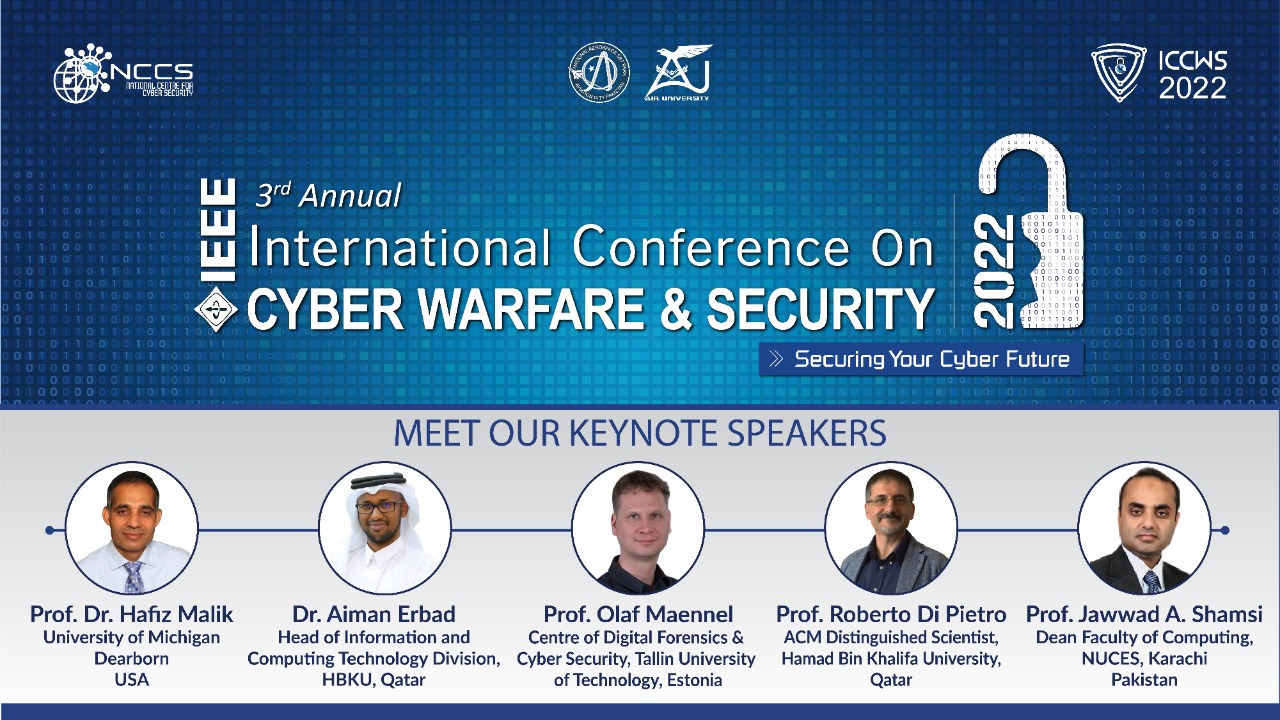 NCCS
NATIONAL CENTRE FOR
CYBER SECURITY
AIR UNIVERSITY
ICCWS
2022
IEEE
3rd Annual
International Conference On
CYBER WARFARE & SECURITY
2022
Securing Your Cyber Future
MEET OUR KEYNOTE SPEAKERS
Prof. Dr. Hafiz Malik
University of Michigan
Dearborn
USA
Dr. Aiman Erbad
Head of Information and
Computing Technology Division,
HBKU, Qatar
Prof. Olaf Maennel
Centre of Digital Forensics &
Cyber Security, Tallin University
of Technology, Estonia
Prof. Roberto Di Pietro
ACM Distinguished Scientist,
Hamad Bin Khalifa University,
Qatar
Prof. Jawwad A. Shamsi
Dean Faculty of Computing,
NUCES, Karachi
Pakistan